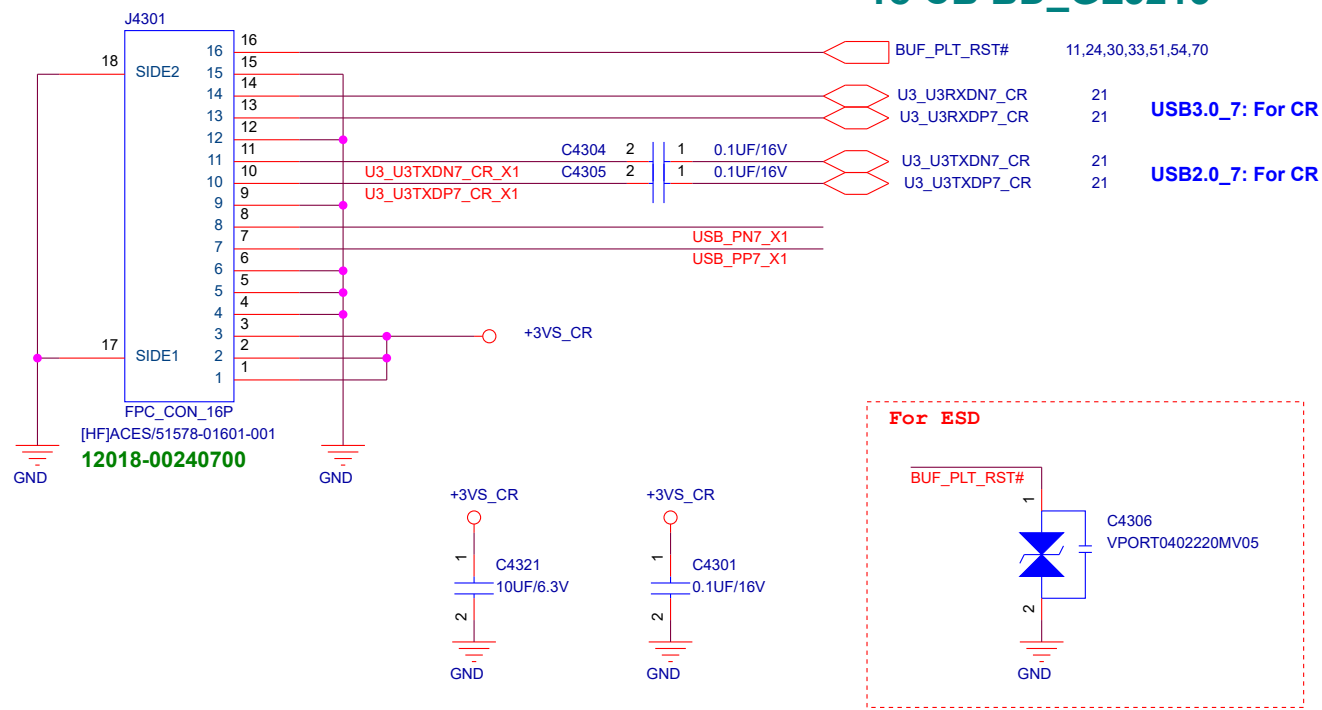 J4301
18
SIDE2
17
SIDE1
16 16
15 15
14 14
13 13
12 12
11 11
10 10
9 9
8 8
7 7
6 6
5 5
4 4
3 3
2 2
1 1
FPC_CON_16P
[HF]ACES/51578-01601-001
12018-00240700
GND
GND
BUF_PLT_RST# 11,24,30,33,51,54,70
U3_U3RXDN7_CR 21
U3_U3RXDP7_CR 21
USB3.0_7: For CR
C4304 2 1 0.1UF/16V
U3_U3TXDN7_CR_X1
C4305 2 1 0.1UF/16V
U3_U3TXDP7_CR_X1
U3_U3TXDN7_CR 21
U3_U3TXDP7_CR 21
USB2.0_7: For CR
USB_PN7_X1
USB_PP7_X1
+3VS_CR
+3VS_CR
1
C4321
10UF/6.3V
2
GND
+3VS_CR
1
C4301
0.1UF/16V
2
GND
For ESD
BUF_PLT_RST#
1
C4306
VPORT0402220MV05
2
GND